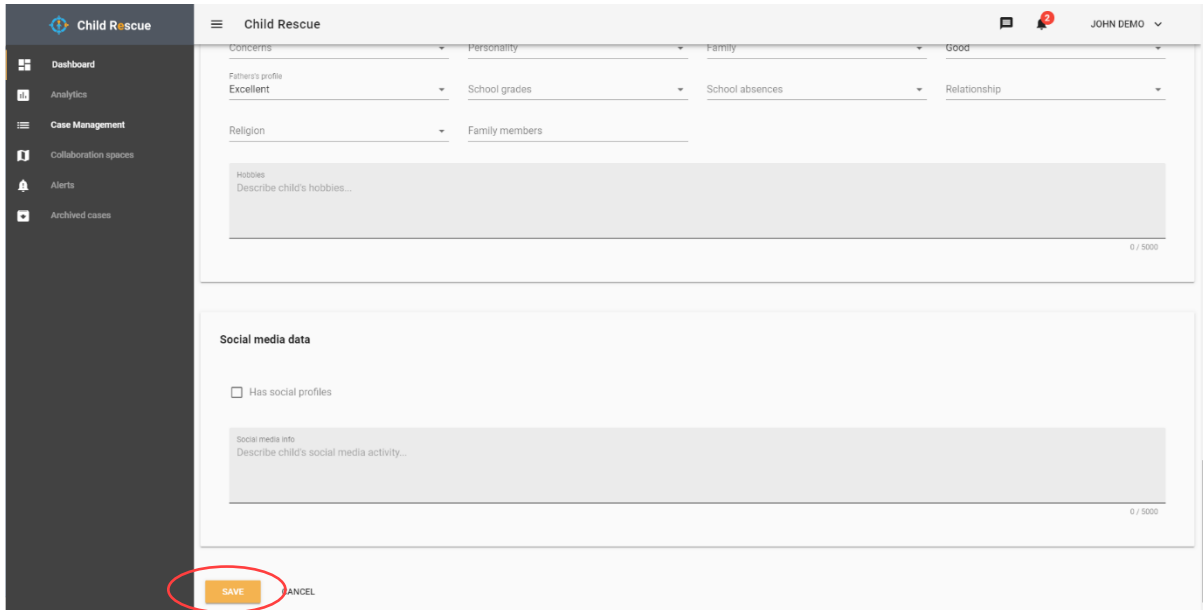 Child Rescue
Child Rescue
2
JOHN DEMO
Dashboard
Analytics
Case Management
Collaboration spaces
Alerts
Archived cases
Concerns
Personality
Family
Good
Fathers's profile
Excellent
School grades
School absences
Relationship
Religion
Family members
Hobbies
Describe child's hobbies...
0 / 5000
Social media data
Has social profiles
Social media info
Describe child's social media activity...
0 / 5000
SAVE
CANCEL